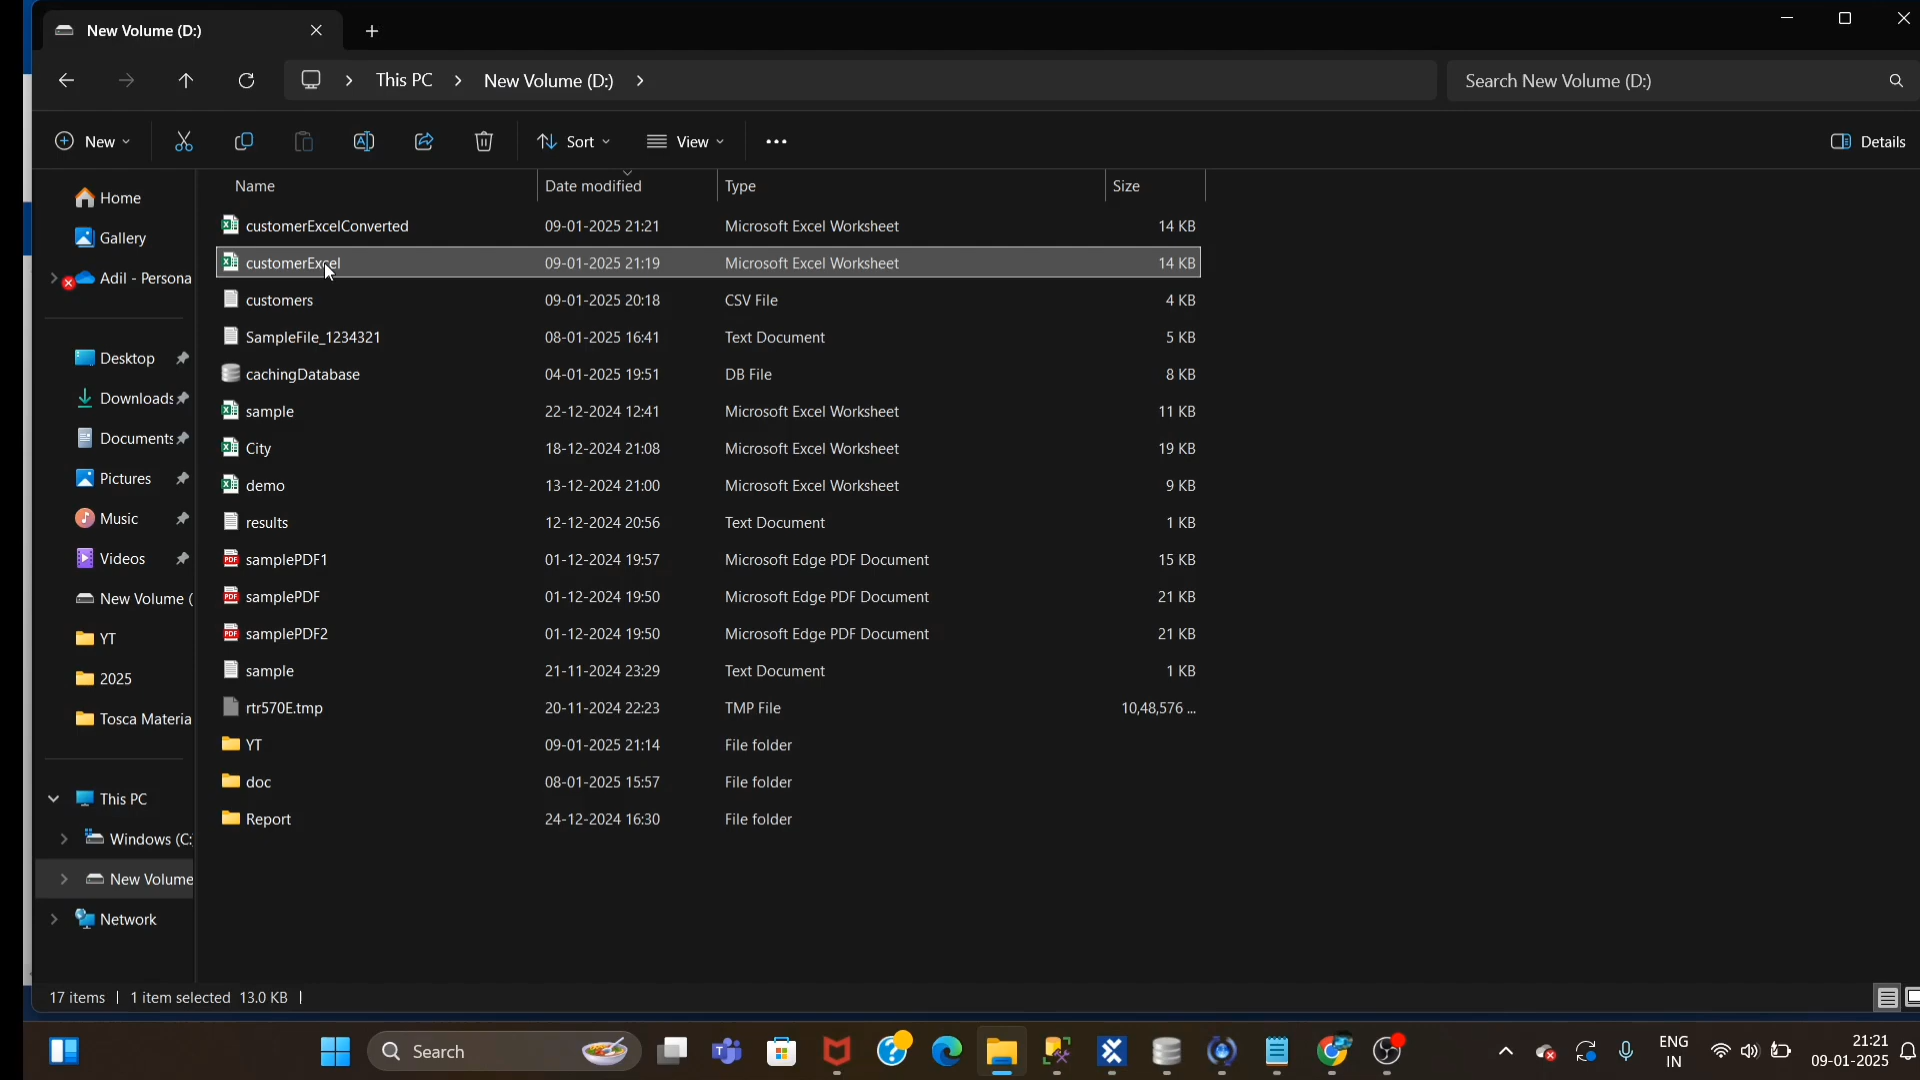 New Volume (D:)
This PC New Volume (D:)
Search New Volume (D:)
New
Sort
View
Details
Name Date modified Type Size
customerExcelConverted 09-01-2025 21:21 Microsoft Excel Worksheet 14 KB
customerExcel 09-01-2025 21:19 Microsoft Excel Worksheet 14 KB
customers 09-01-2025 20:18 CSV File 4 KB
SampleFile_1234321 08-01-2025 16:41 Text Document 5 KB
cachingDatabase 04-01-2025 19:51 DB File 8 KB
sample 22-12-2024 12:41 Microsoft Excel Worksheet 11 KB
City 18-12-2024 21:08 Microsoft Excel Worksheet 19 KB
demo 13-12-2024 21:00 Microsoft Excel Worksheet 9 KB
results 12-12-2024 20:56 Text Document 1 KB
samplePDF1 01-12-2024 19:57 Microsoft Edge PDF Document 15 KB
samplePDF 01-12-2024 19:50 Microsoft Edge PDF Document 21 KB
samplePDF2 01-12-2024 19:50 Microsoft Edge PDF Document 21 KB
sample 21-11-2024 23:29 Text Document 1 KB
rtr570E.tmp 20-11-2024 22:23 TMP File 10,48,576 ...
YT 09-01-2025 21:14 File folder
doc 08-01-2025 15:57 File folder
Report 24-12-2024 16:30 File folder
Home
Gallery
Adil - Persona
Desktop
Downloads
Documents
Pictures
Music
Videos
New Volume (
YT
2025
Tosca Materia
This PC
Windows (C:
New Volume
Network
17 items 1 item selected 13.0 KB
Search
ENG
IN
21:21
09-01-2025